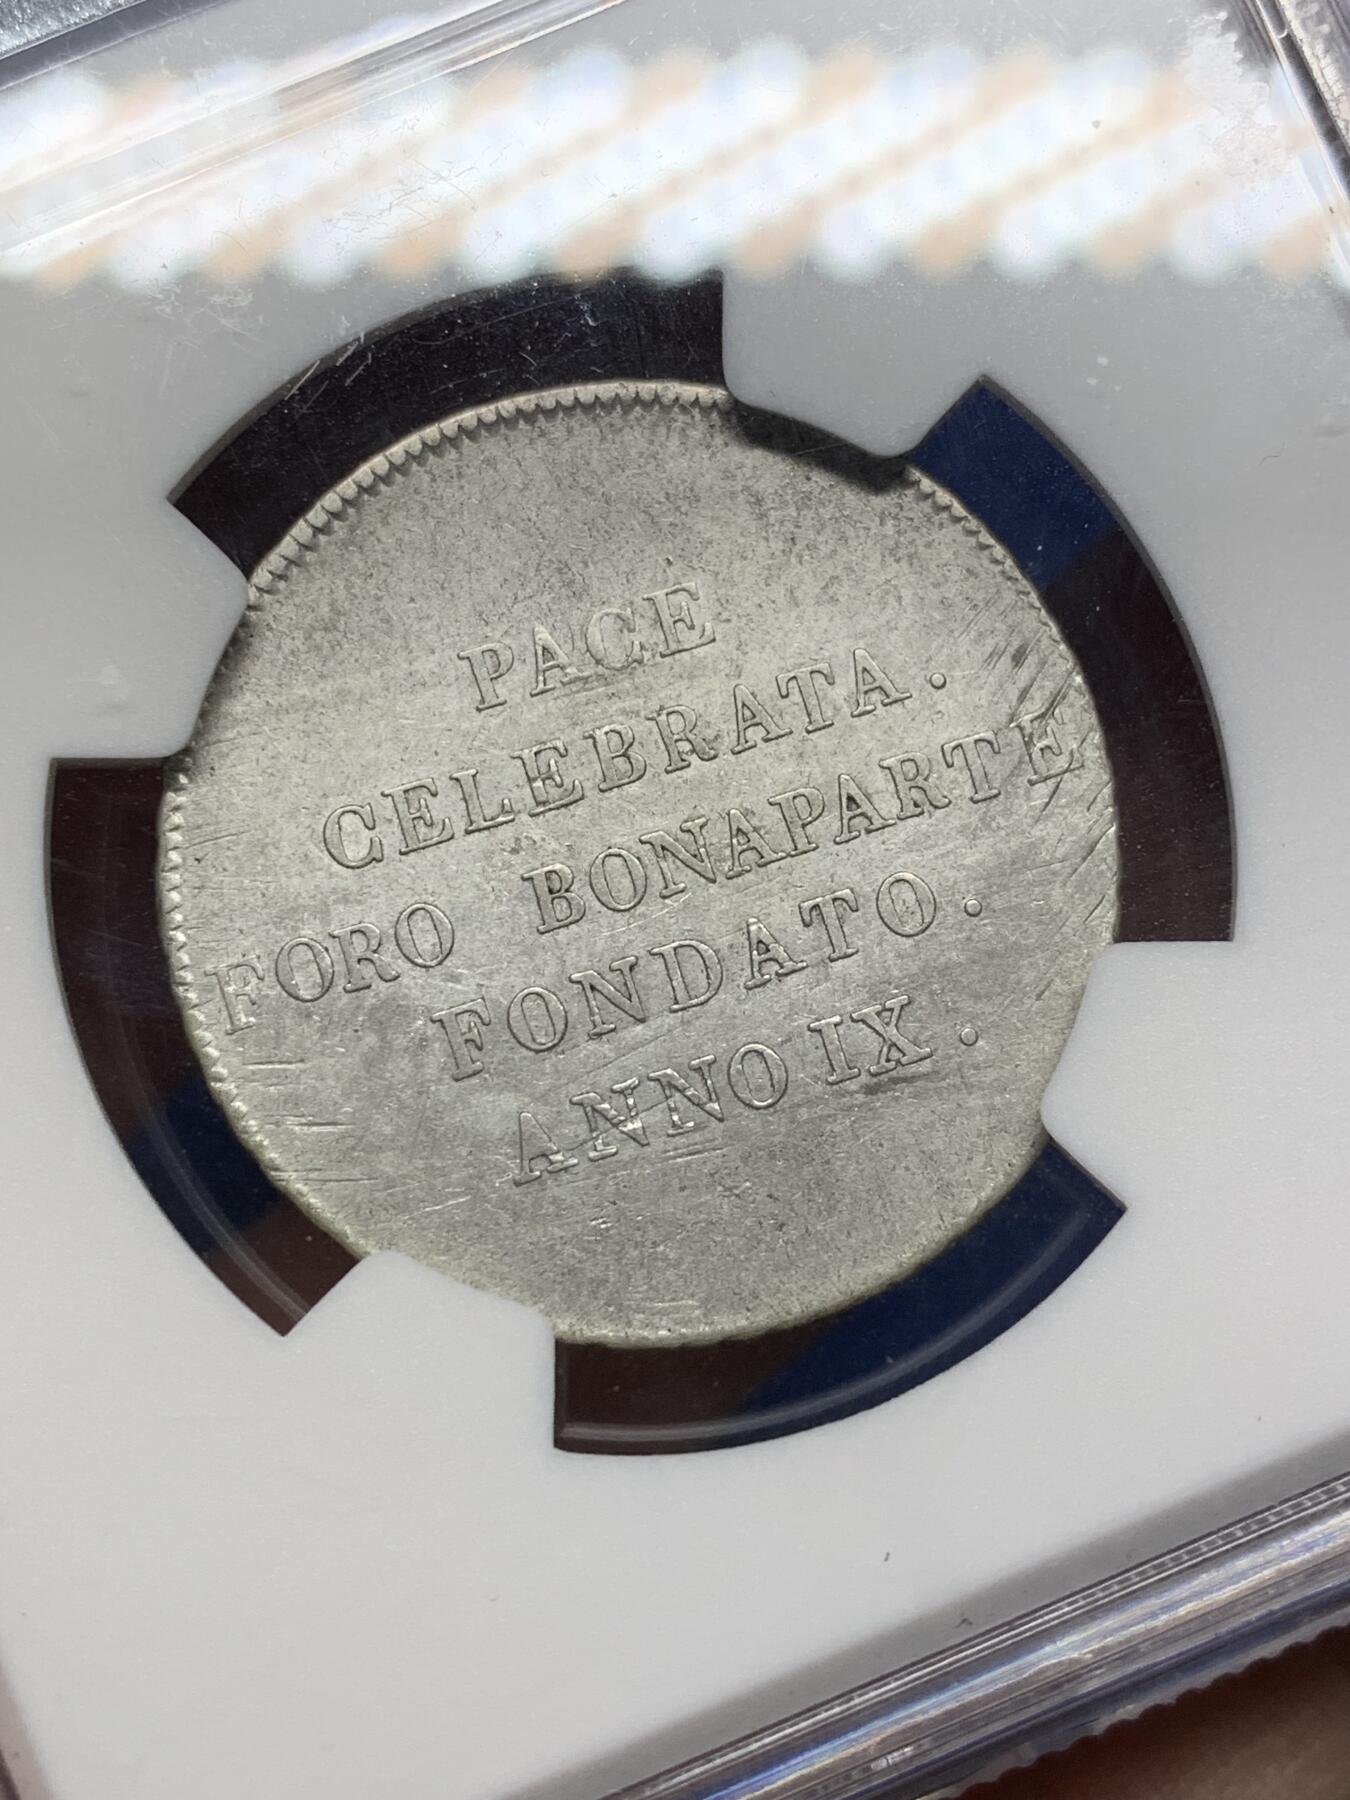 PACE
CELEBRATA.
FORO BONAPARTE
FONDATO.
ANNO IX.